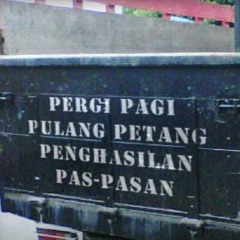 PERGI PAGI
PULANG PETANG
PENGHASILAN
PAS-PASAN